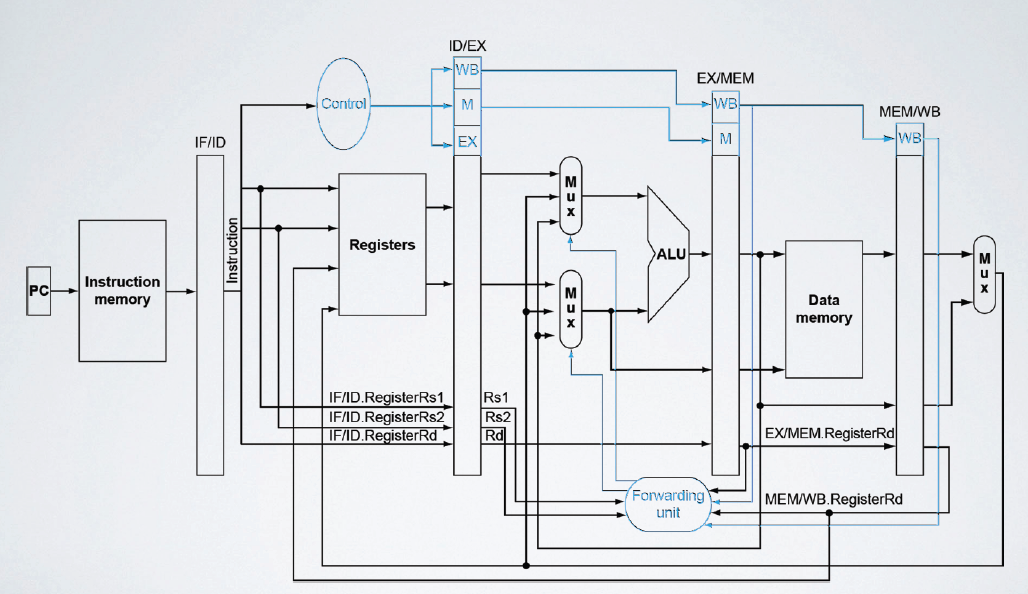 ID/EX
WB
EX/MEM
Control
M
WB
MEM/WB
IF/ID
EX
M
WB
Mux
Registers
Instruction
ALU
Mux
PC
Instruction
memory
Mux
Data
memory
IF/ID.RegisterRs1
Rs1
IF/ID.RegisterRs2
Rs2
IF/ID.RegisterRd
Rd
EX/MEM.RegisterRd
Forwarding
unit
MEM/WB.RegisterRd